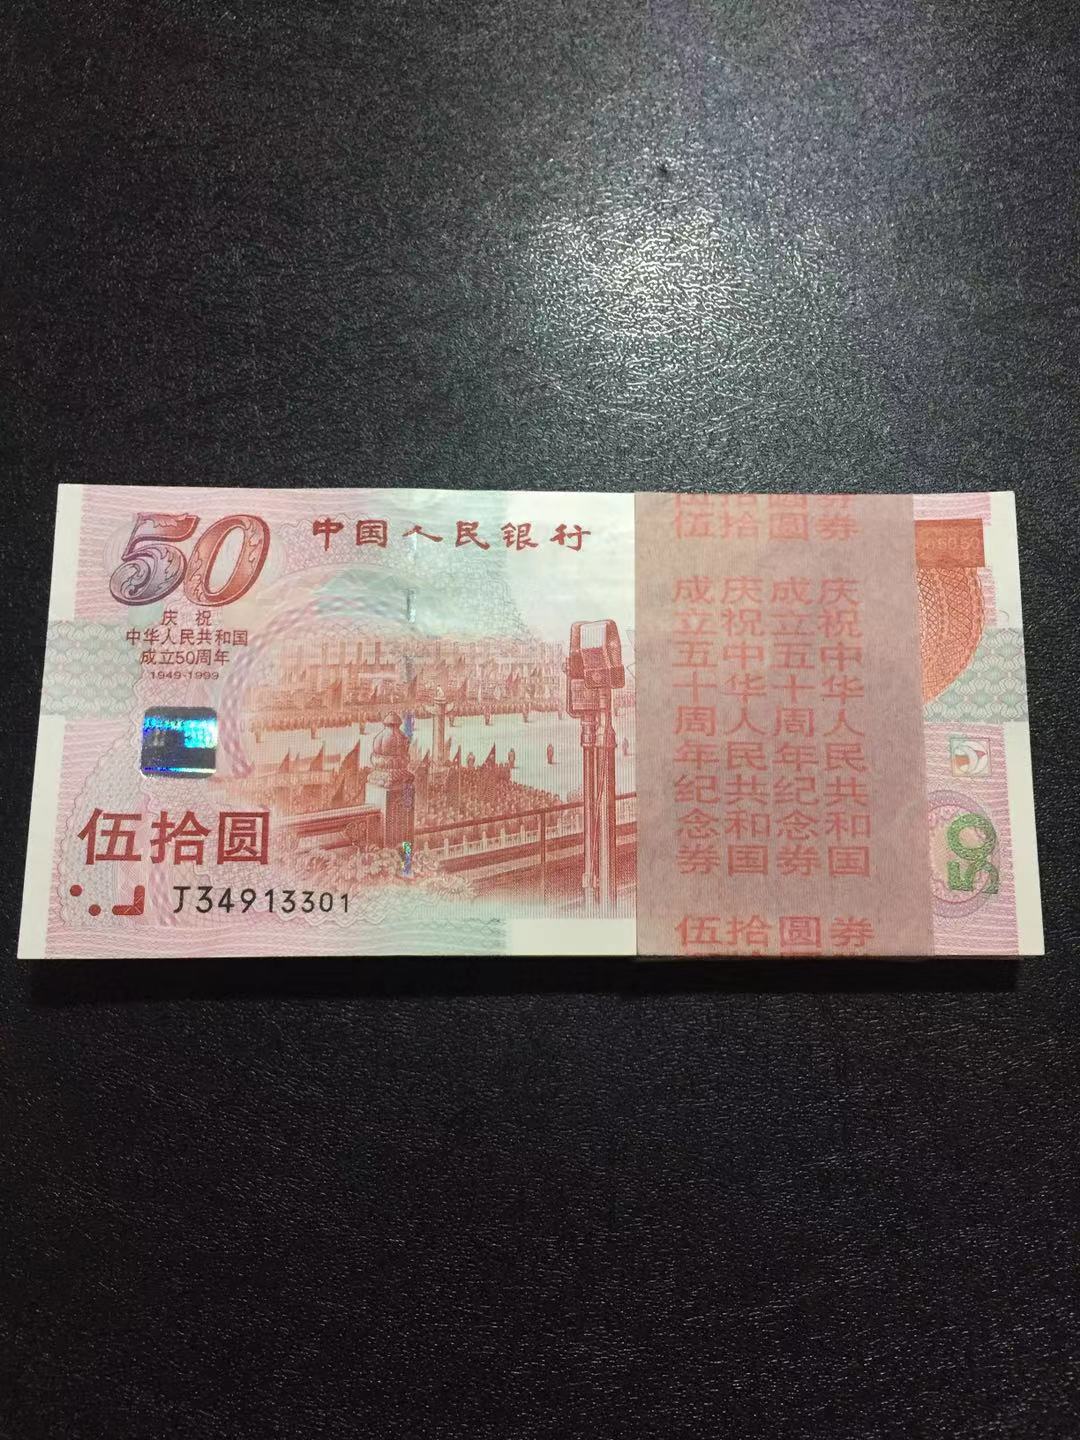 50
中国人民银行
庆祝
中华人民共和国
成立50周年
1949-1999
伍拾圆
J34913301
伍拾圆券
庆祝中华人民共和国
成立五十周年纪念券
庆祝中华人民共和国
成立五十周年纪念券
伍拾圆券
50